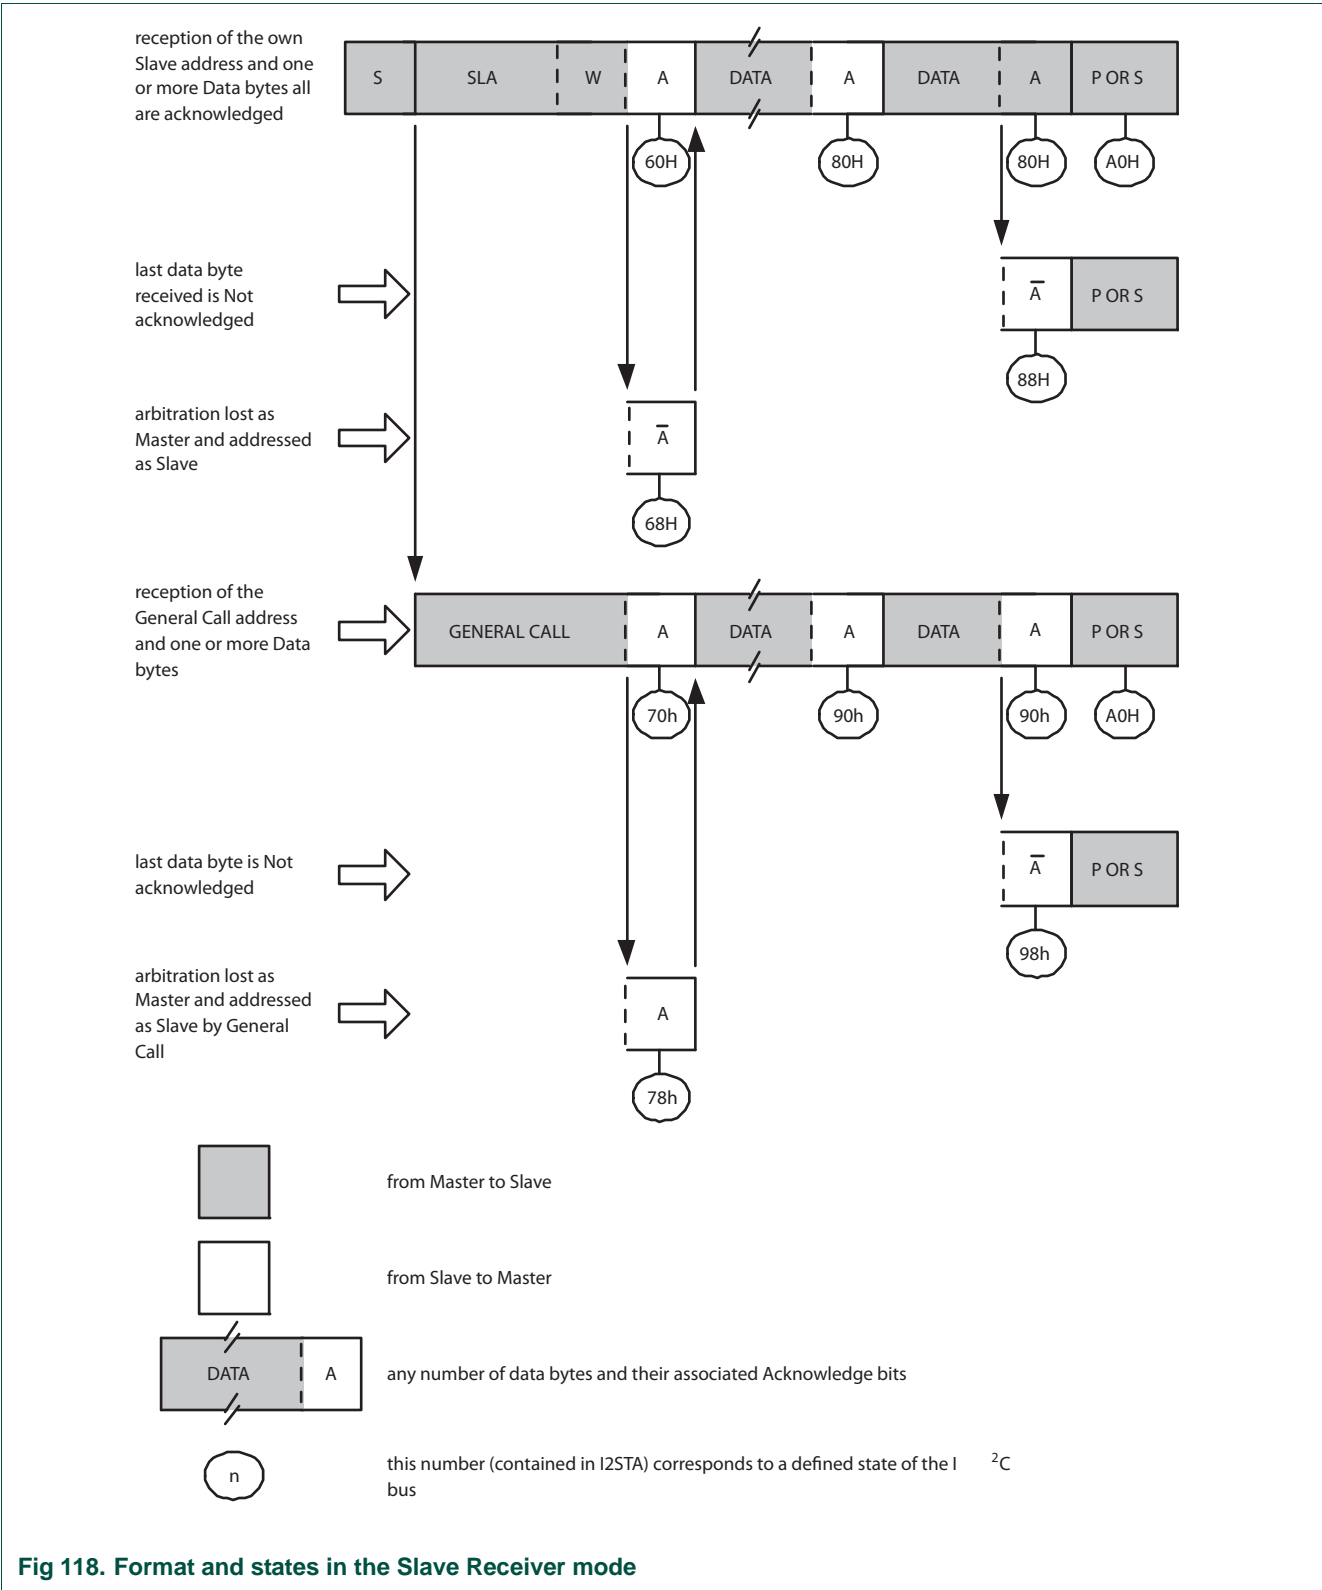 reception of the own
Slave address and one
or more Data bytes all
are acknowledged
S SLA W A DATA A DATA A P OR S
60H 80H 80H A0H
last data byte
received is Not
acknowledged
A̅ P OR S
88H
arbitration lost as
Master and addressed
as Slave
A̅
68H
reception of the
General Call address
and one or more Data
bytes
GENERAL CALL A DATA A DATA A P OR S
70h 90h 90h A0H
last data byte is Not
acknowledged
A̅ P OR S
98h
arbitration lost as
Master and addressed
as Slave by General
Call
A
78h
from Master to Slave
from Slave to Master
DATA A any number of data bytes and their associated Acknowledge bits
n this number (contained in I2STA) corresponds to a defined state of the I ²C
bus
Fig 118. Format and states in the Slave Receiver mode